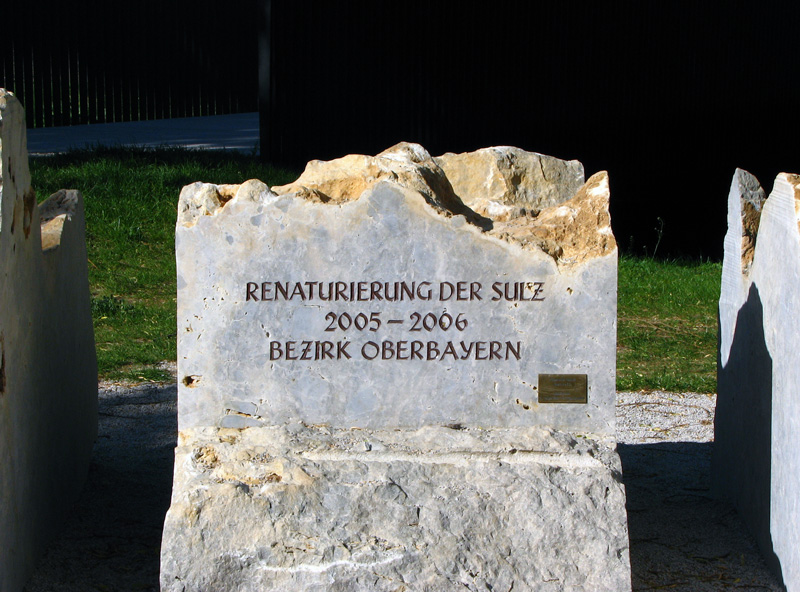 RENATURIERUNG DER SULZ
2005 – 2006
BEZIRK OBERBAYERN